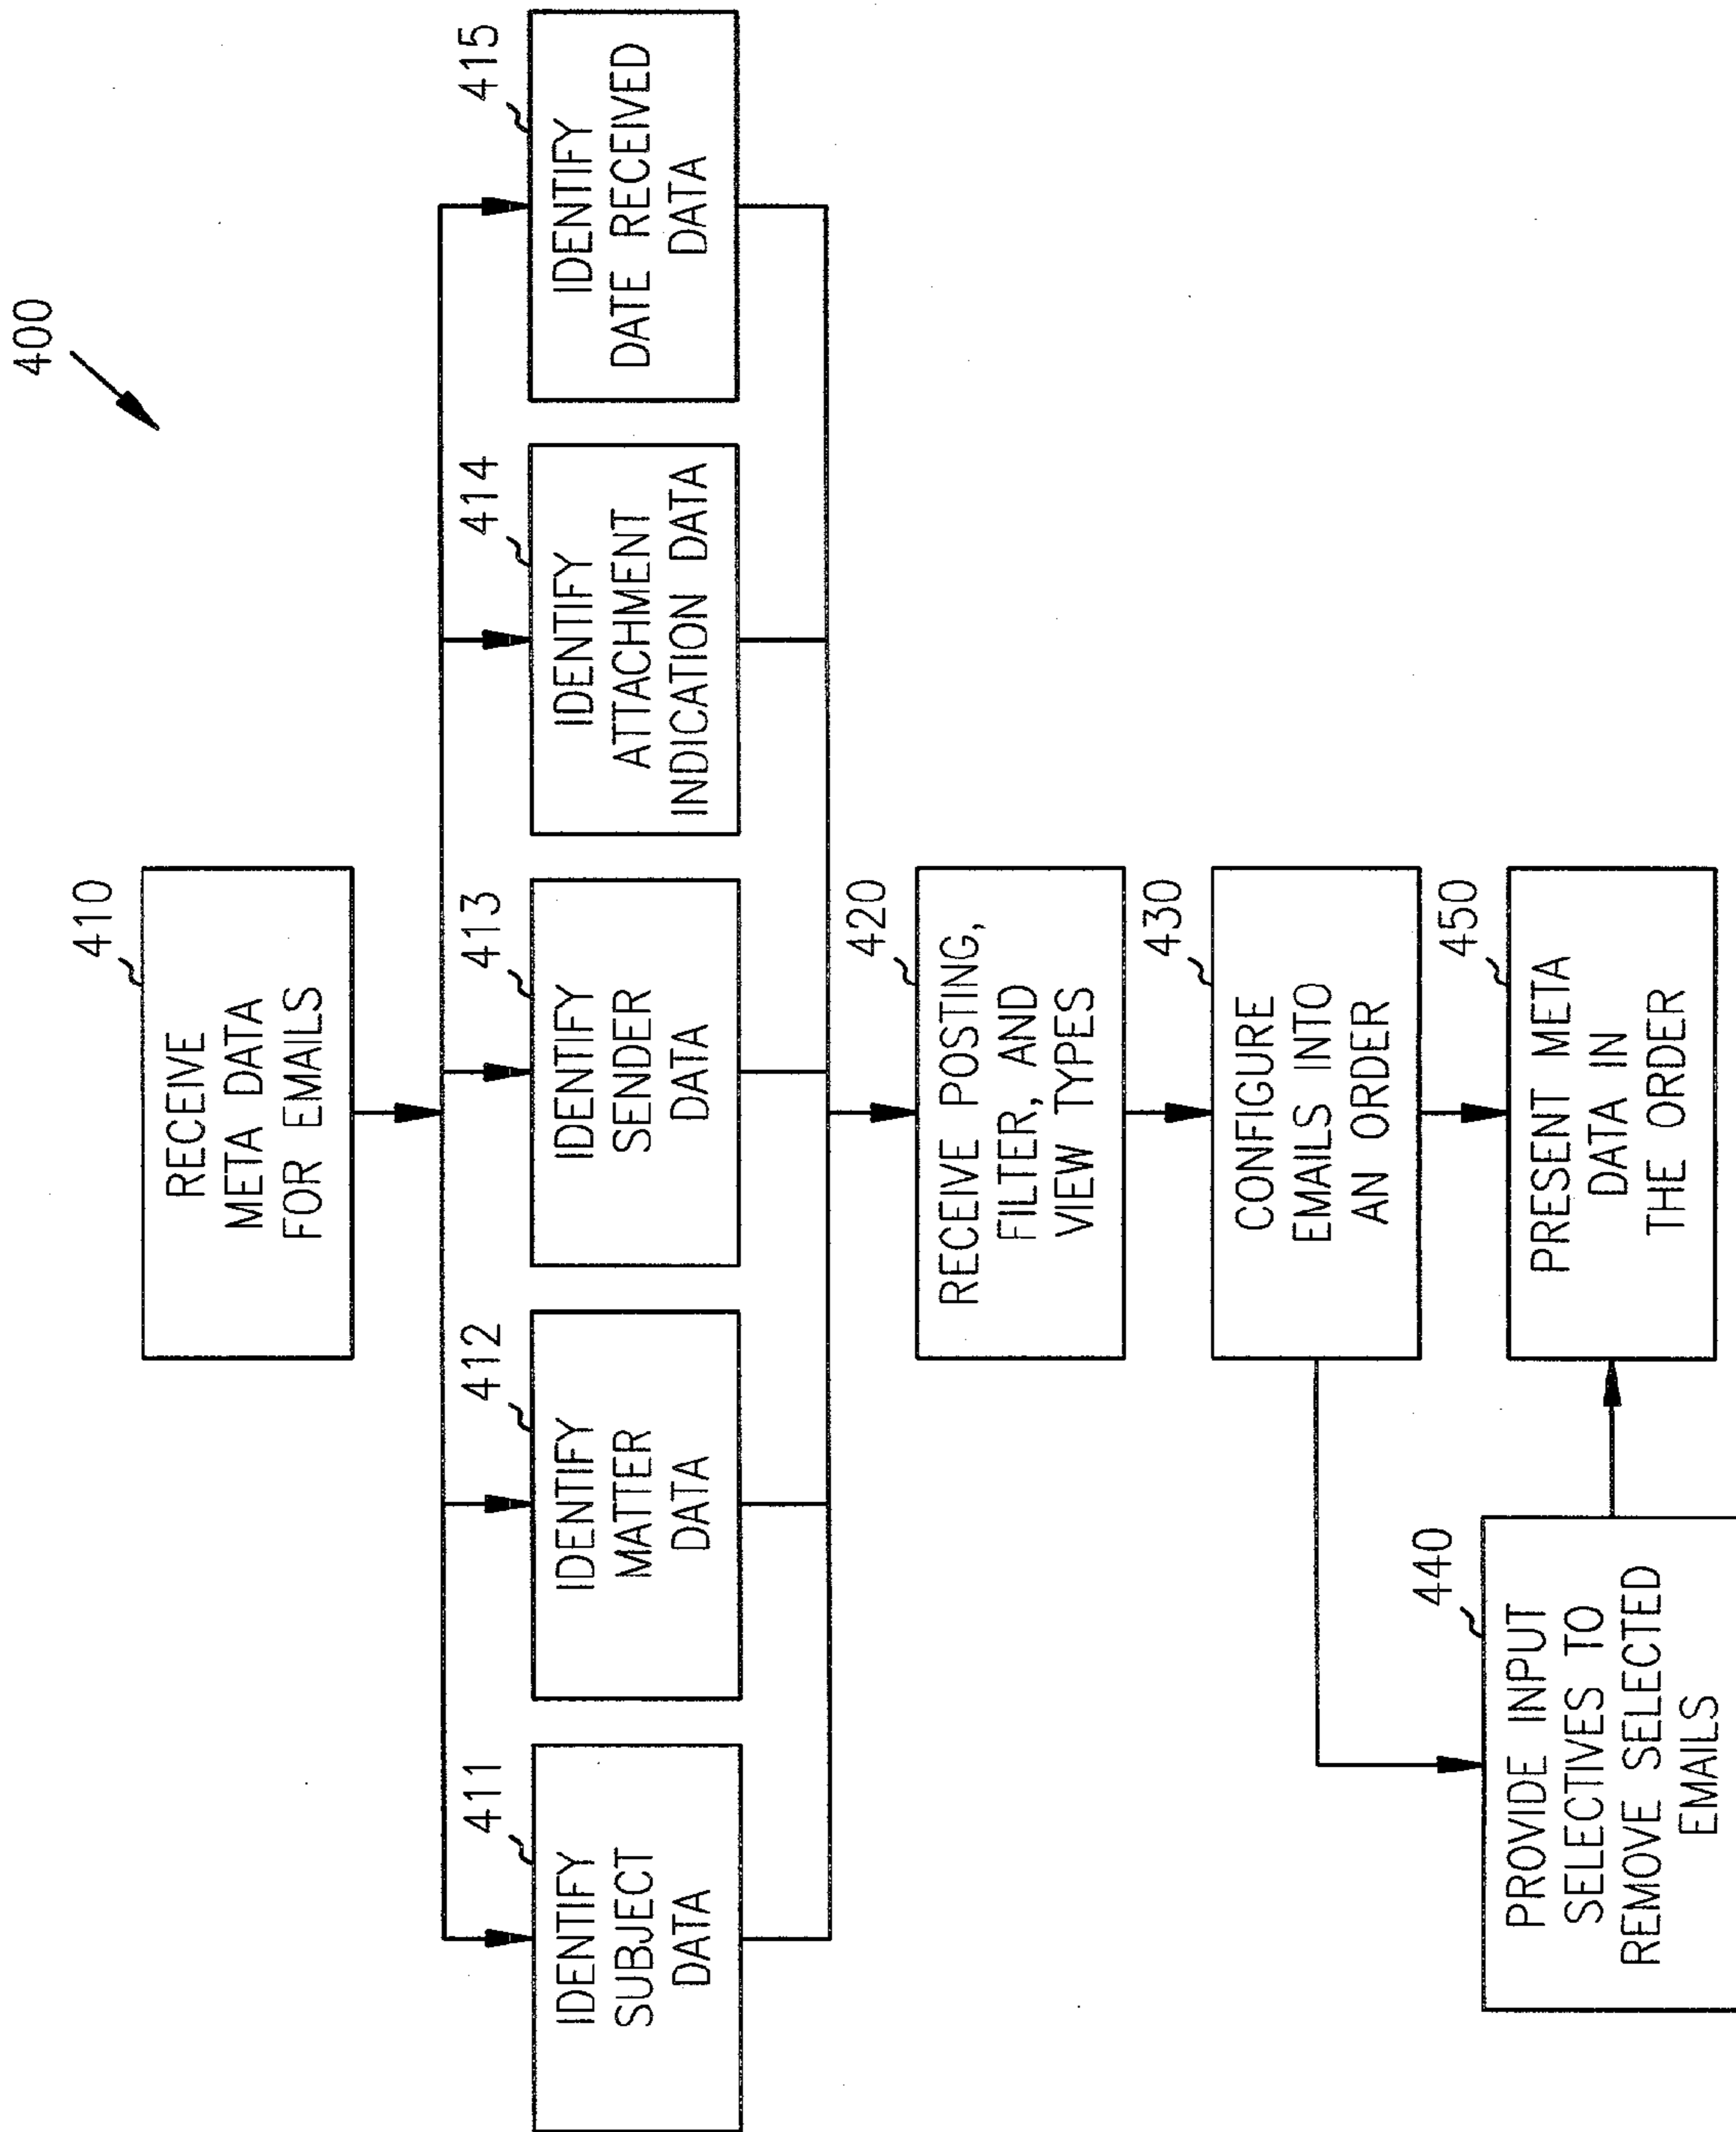 400
410
RECEIVE
META DATA
FOR EMAILS
411
IDENTIFY
SUBJECT
DATA
412
IDENTIFY
MATTER
DATA
413
IDENTIFY
SENDER
DATA
414
IDENTIFY
ATTACHMENT
INDICATION DATA
415
IDENTIFY
DATE RECEIVED
DATA
420
RECEIVE POSTING,
FILTER, AND
VIEW TYPES
430
CONFIGURE
EMAILS INTO
AN ORDER
440
PROVIDE INPUT
SELECTIVES TO
REMOVE SELECTED
EMAILS
450
PRESENT META
DATA IN
THE ORDER